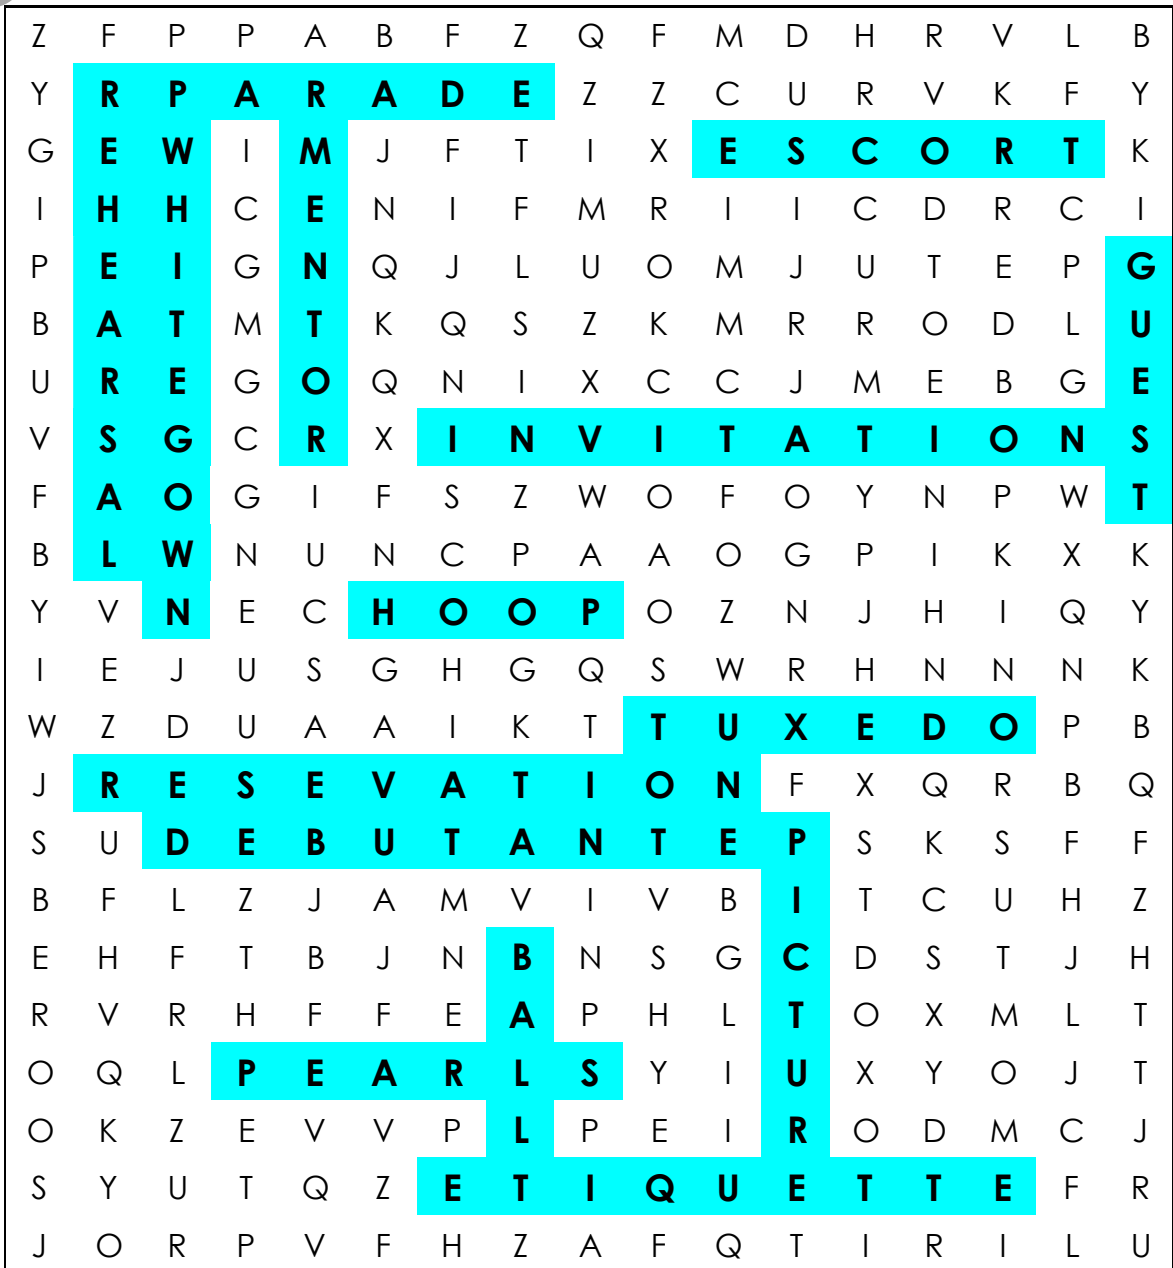 Z F P P A B F Z Q F M D H R V L B
Y R P A R A D E Z Z C U R V K F Y
G E W I M J F T I X E S C O R T K
I H H C E N I F M R I I C D R C I
P E I G N Q J L U O M J U T E P G
B A T M T K Q S Z K M R R O D L U
U R E G O Q N I X C C J M E B G E
V S G C R X I N V I T A T I O N S
F A O G I F S Z W O F O Y N P W T
B L W N U N C P A A O G P I K X K
Y V N E C H O O P O Z N J H I Q Y
I E J U S G H G Q S W R H N N N K
W Z D U A A I K T T U X E D O P B
J R E S E V A T I O N F X Q R B Q
S U D E B U T A N T E P S K S F F
B F L Z J A M V I V B I T C U H Z
E H F T B J N B N S G C D S T J H
R V R H F F E A P H L T O X M L T
O Q L P E A R L S Y I U X Y O J T
O K Z E V V P L P E I R O D M C J
S Y U T Q Z E T I Q U E T T E F R
J O R P V F H Z A F Q T I R I L U